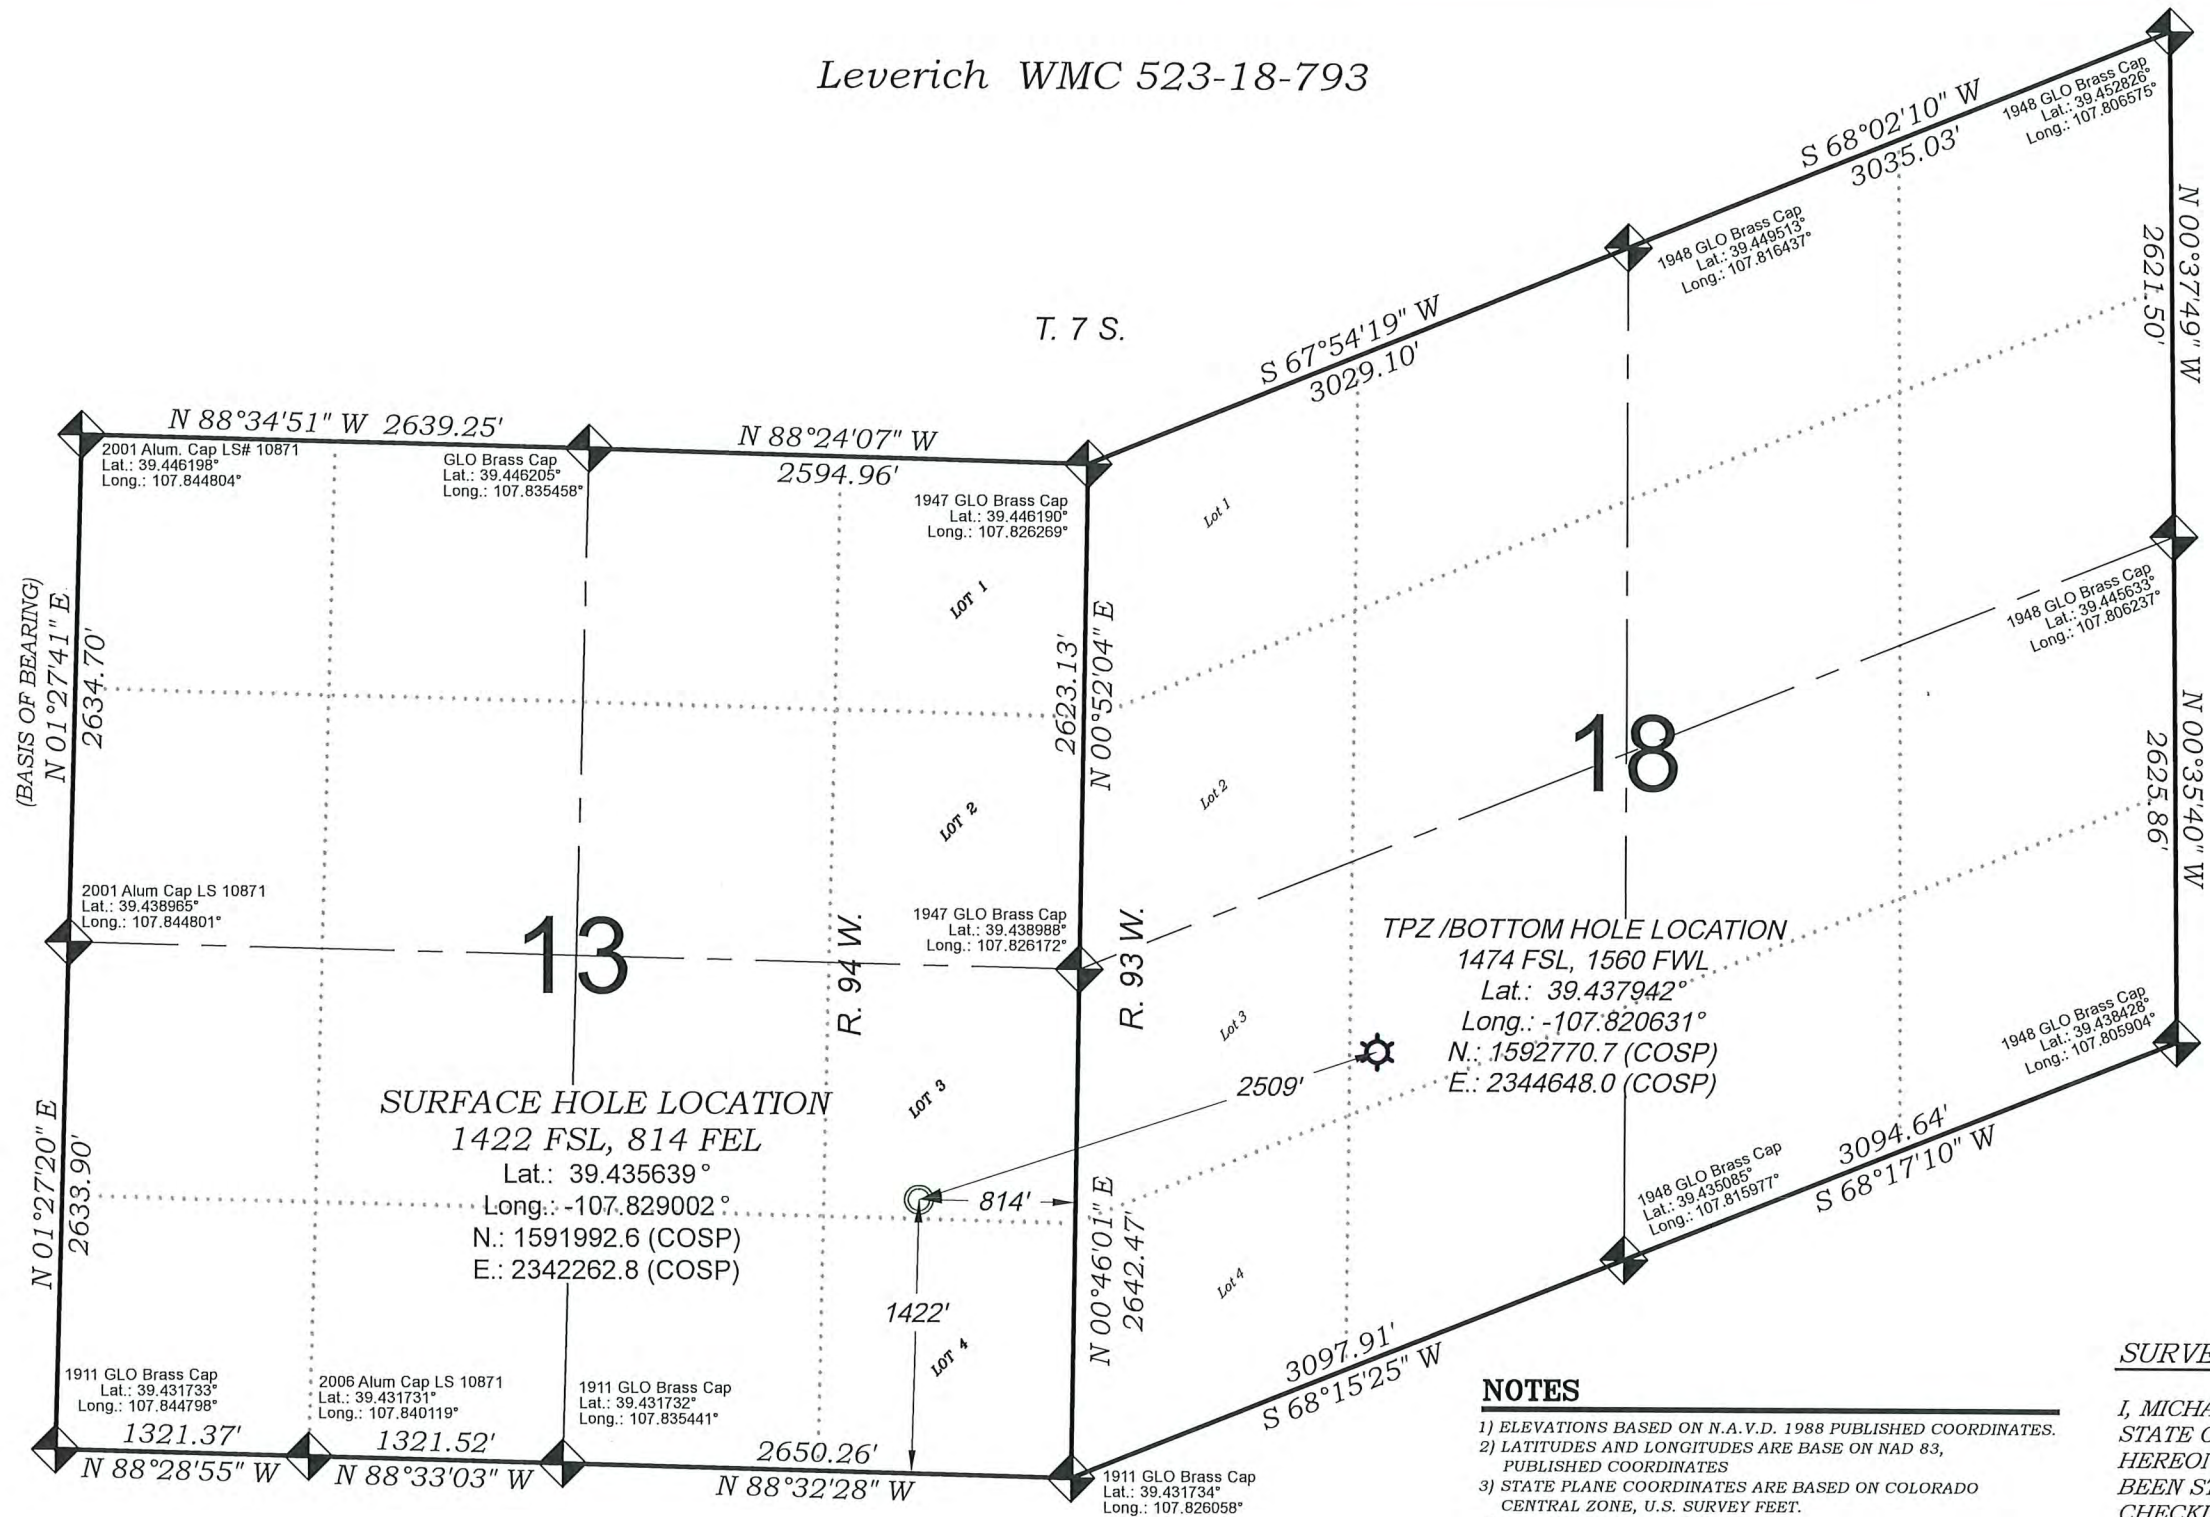 Leverich WMC 523-18-793
T. 7 S.
S 68°02'10" W
3035.03'
1948 GLO Brass Cap
Lat.: 39.452826°
Long.: 107.806575°
N 00°37'49" W
2621.50'
1948 GLO Brass Cap
Lat.: 39.449513°
Long.: 107.816437°
S 67°54'19" W
3029.10'
N 88°34'51" W 2639.25'
2001 Alum. Cap LS# 10871
Lat.: 39.446198°
Long.: 107.844804°
GLO Brass Cap
Lat.: 39.446205°
Long.: 107.835458°
N 88°24'07" W
2594.96'
1947 GLO Brass Cap
Lat.: 39.446190°
Long.: 107.826269°
(BASIS OF BEARING)
N 01°27'41" E
2634.70'
LOT 1
Lot 1
2623.13'
N 00°52'04" E
1948 GLO Brass Cap
Lat.: 39.445633°
Long.: 107.806237°
LOT 2
Lot 2
18
N 00°35'40" W
2625.86'
2001 Alum Cap LS 10871
Lat.: 39.438965°
Long.: 107.844801°
13
R. 94 W.
1947 GLO Brass Cap
Lat.: 39.438988°
Long.: 107.826172°
R. 93 W.
TPZ /BOTTOM HOLE LOCATION
1474 FSL, 1560 FWL
Lat.: 39.437942°
Long.: -107.820631°
N.: 1592770.7 (COSP)
E.: 2344648.0 (COSP)
Lot 3
LOT 3
2509'
1948 GLO Brass Cap
Lat.: 39.438428°
Long.: 107.805904°
SURFACE HOLE LOCATION
1422 FSL, 814 FEL
Lat.: 39.435639°
Long.: -107.829002°
N.: 1591992.6 (COSP)
E.: 2342262.8 (COSP)
814'
1422'
N 01°27'20" E
2633.90'
N 00°46'01" E
2642.47'
Lot 4
LOT 4
1948 GLO Brass Cap
Lat.: 39.435085°
Long.: 107.815977°
3094.64'
S 68°17'10" W
3097.91'
S 68°15'25" W
1911 GLO Brass Cap
Lat.: 39.431733°
Long.: 107.844798°
1321.37'
N 88°28'55" W
2006 Alum Cap LS 10871
Lat.: 39.431731°
Long.: 107.840119°
1321.52'
N 88°33'03" W
1911 GLO Brass Cap
Lat.: 39.431732°
Long.: 107.835441°
2650.26'
N 88°32'28" W
1911 GLO Brass Cap
Lat.: 39.431734°
Long.: 107.826058°
NOTES
1) ELEVATIONS BASED ON N.A.V.D. 1988 PUBLISHED COORDINATES.
2) LATITUDES AND LONGITUDES ARE BASE ON NAD 83,
PUBLISHED COORDINATES
3) STATE PLANE COORDINATES ARE BASED ON COLORADO
CENTRAL ZONE, U.S. SURVEY FEET.
SURVE
I, MICHA
STATE O
HEREO
BEEN ST
CHECKI